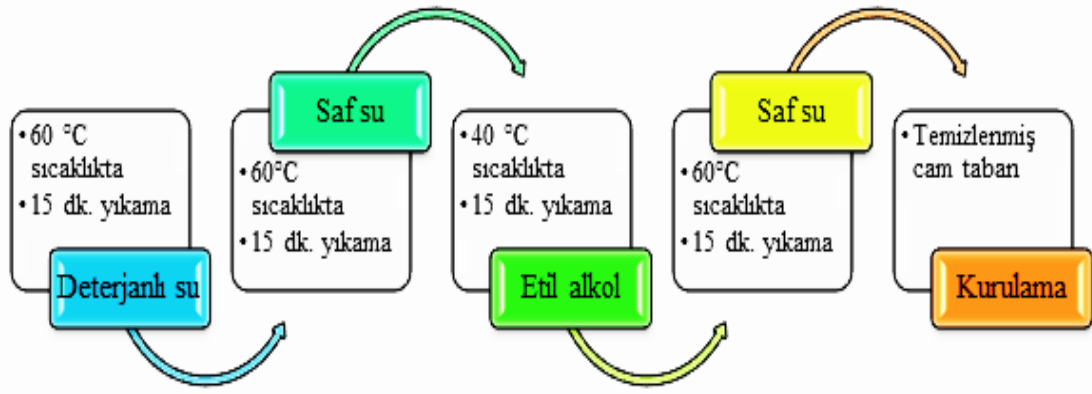 • 60 °C
sıcaklıkta
• 15 dk. yıkama
Deterjanlı su
Saf su
• 60°C
sıcaklıkta
• 15 dk. yıkama
• 40 °C
sıcaklıkta
• 15 dk. yıkama
Etil alkol
Saf su
• 60°C
sıcaklıkta
• 15 dk. yıkama
• Temizlenmiş
cam taban
Kurulama